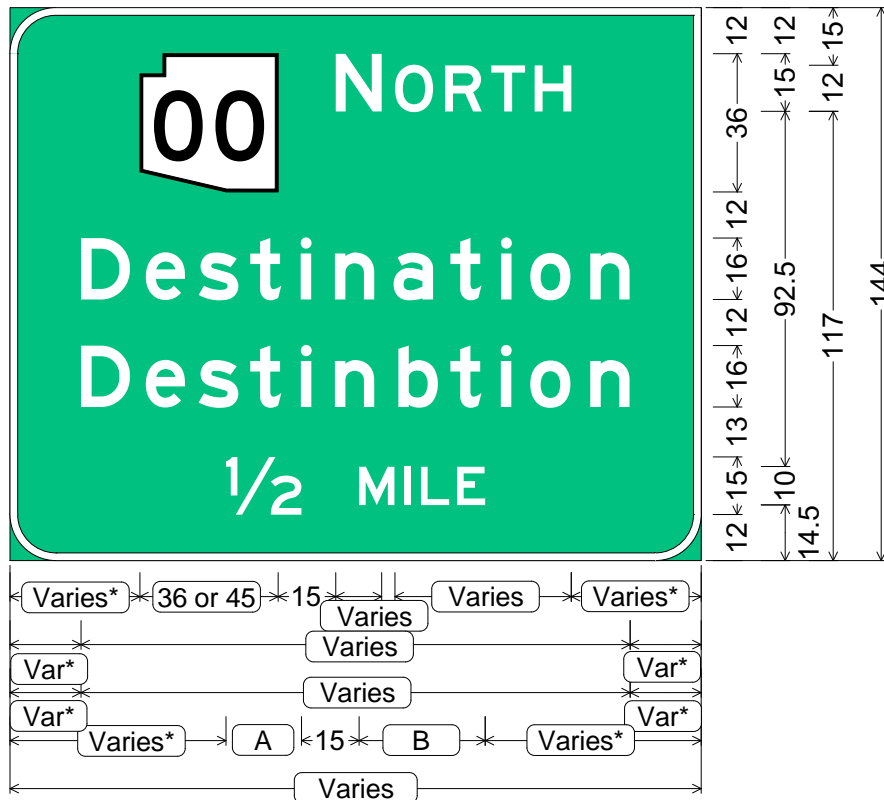 00 NORTH
Destination
Destinbtion
1/2 MILE
12 36 12 16 12 16 13 15 12
12 15 92.5 10 14.5
15 12 117
144
Varies* 36 or 45 15 Varies Varies Varies*
Var* Varies Var*
Var* Varies Var*
Varies* A 15 B Varies*
Varies